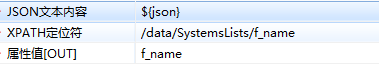 JSON文本内容 ${json}
XPATH定位符 /data/SystemsLists/f_name
属性值[OUT] f_name